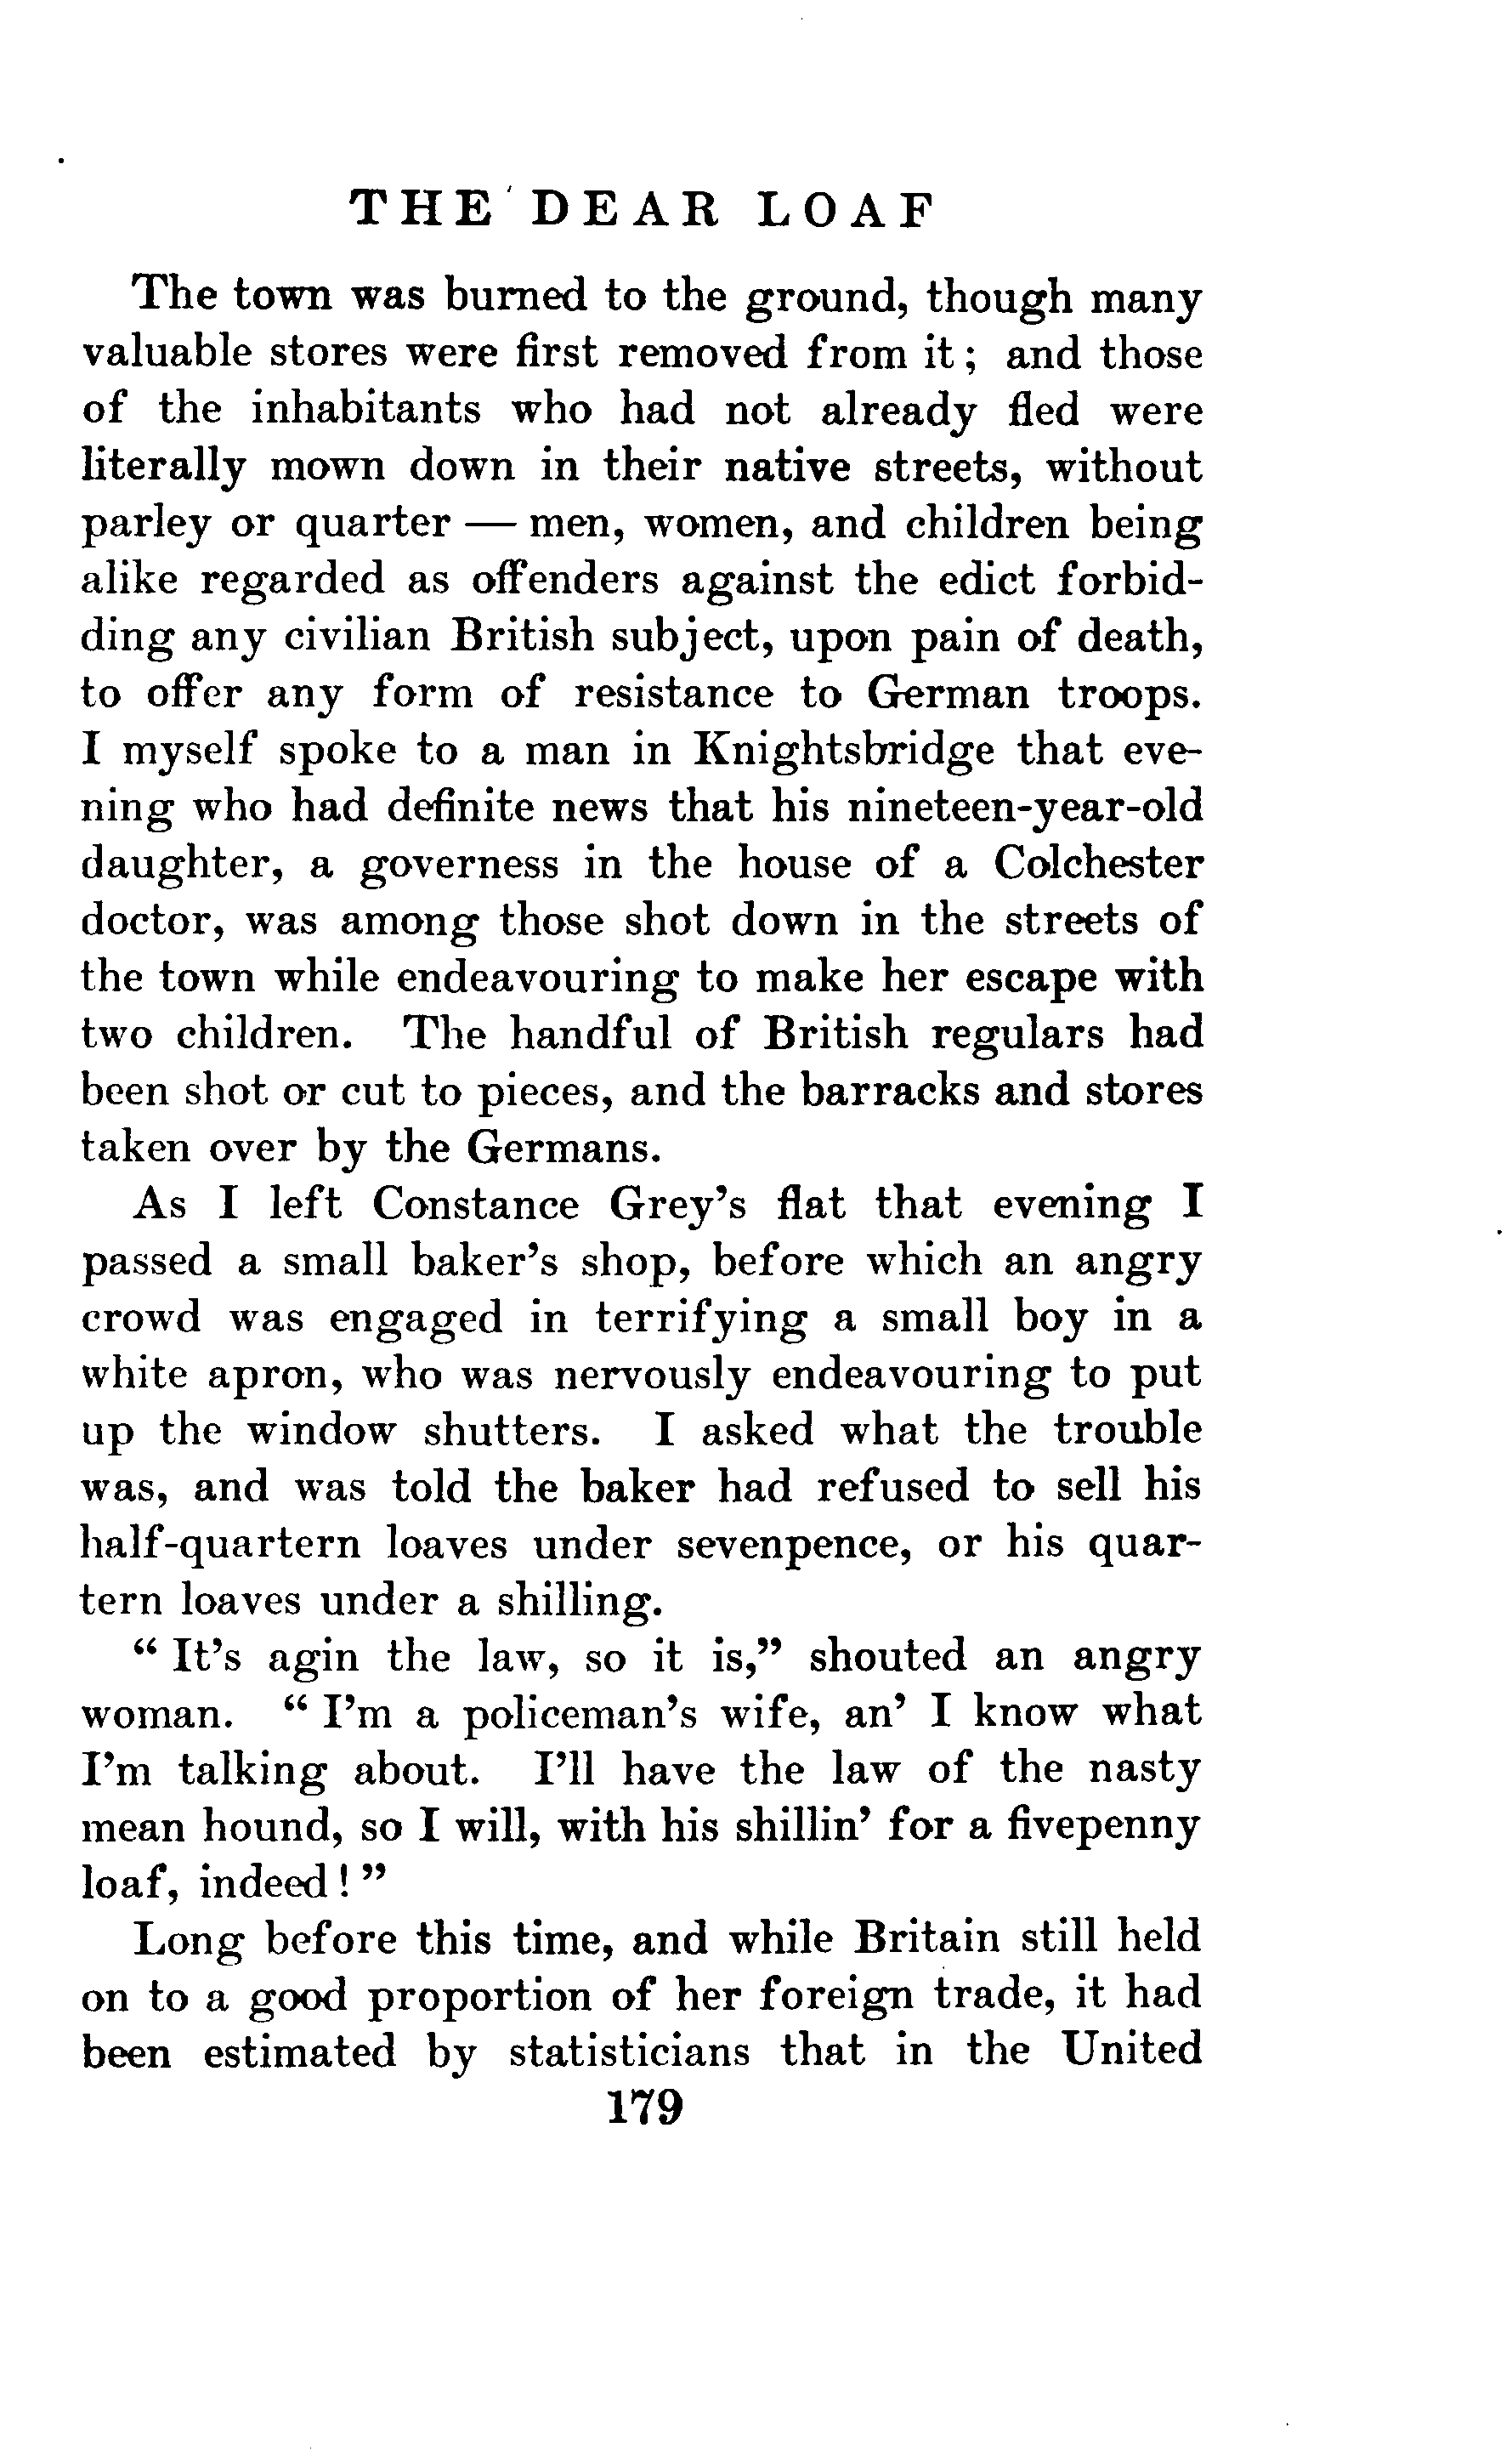 THE DEAR LOAF
The town was burned to the ground, though many
valuable stores were first removed from it; and those
of the inhabitants who had not already fled were
literally mown down in their native streets, without
parley or quarter — men, women, and children being
alike regarded as offenders against the edict forbid-
ding any civilian British subject, upon pain of death,
to offer any form of resistance to German troops.
I myself spoke to a man in Knightsbridge that eve-
ning who had definite news that his nineteen-year-old
daughter, a governess in the house of a Colchester
doctor, was among those shot down in the streets of
the town while endeavouring to make her escape with
two children. The handful of British regulars had
been shot or cut to pieces, and the barracks and stores
taken over by the Germans.
As I left Constance Grey's flat that evening I
passed a small baker's shop, before which an angry
crowd was engaged in terrifying a small boy in a
white apron, who was nervously endeavouring to put
up the window shutters. I asked what the trouble
was, and was told the baker had refused to sell his
half-quartern loaves under sevenpence, or his quar-
tern loaves under a shilling.
“It's agin the law, so it is,” shouted an angry
woman. “I'm a policeman's wife, an' I know what
I'm talking about. I'll have the law of the nasty
mean hound, so I will, with his shillin' for a fivepenny
loaf, indeed!”
Long before this time, and while Britain still held
on to a good proportion of her foreign trade, it had
been estimated by statisticians that in the United
179